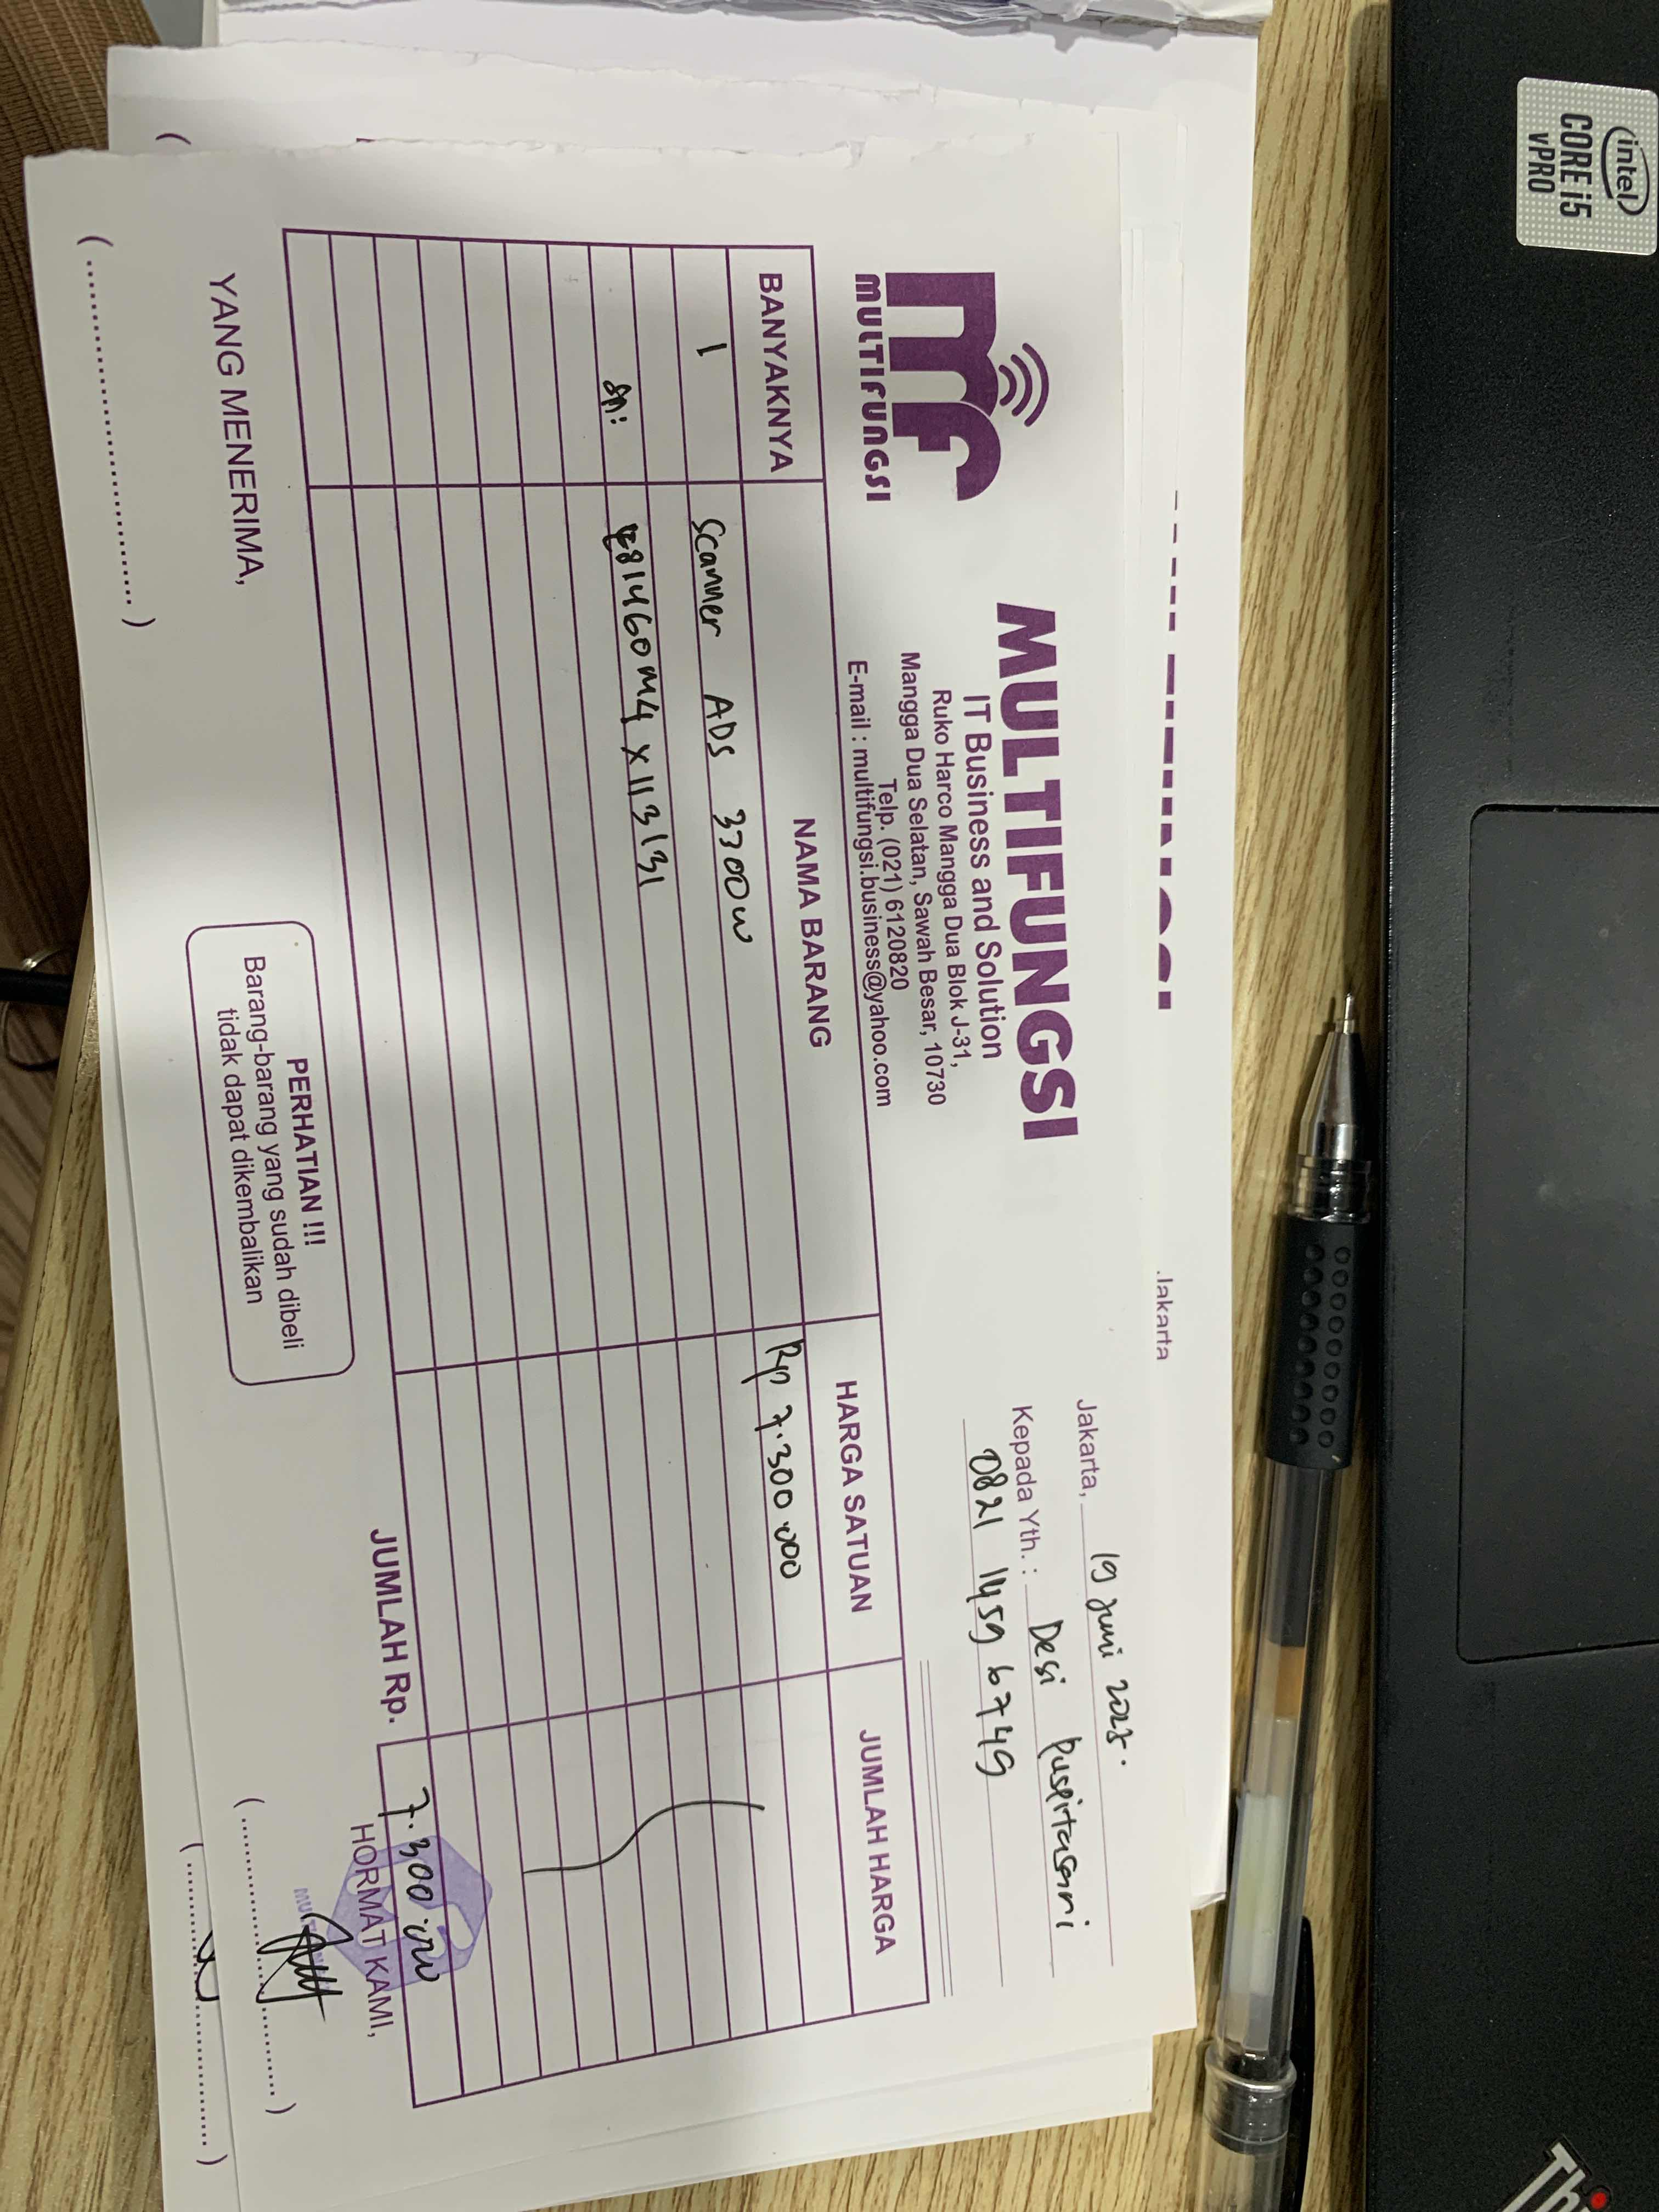 MULTIFUNGSI
MULTIFUNGSI
IT Business and Solution
Ruko Harco Mangga Dua Blok J-31,
Mangga Dua Selatan, Sawah Besar, 10730
Telp. (021) 6120820
E-mail : multifungsi.business@yahoo.com
Jakarta, 19 Juni
Kepada Yth. : Desi Puspitasari
0821 1459 6749
BANYAKNYA NAMA BARANG HARGA SATUAN JUMLAH HARGA
1 Scanner ADS 3300w Rp 7.300.000
sn: 814460M4X113131
JUMLAH Rp. 7.300.000
YANG MENERIMA,
PERHATIAN !!!
Barang-barang yang sudah dibeli
tidak dapat dikembalikan
HORMAT KAMI,
(........................)
(........................)
Jakarta
intel
CORE i5
vPRO